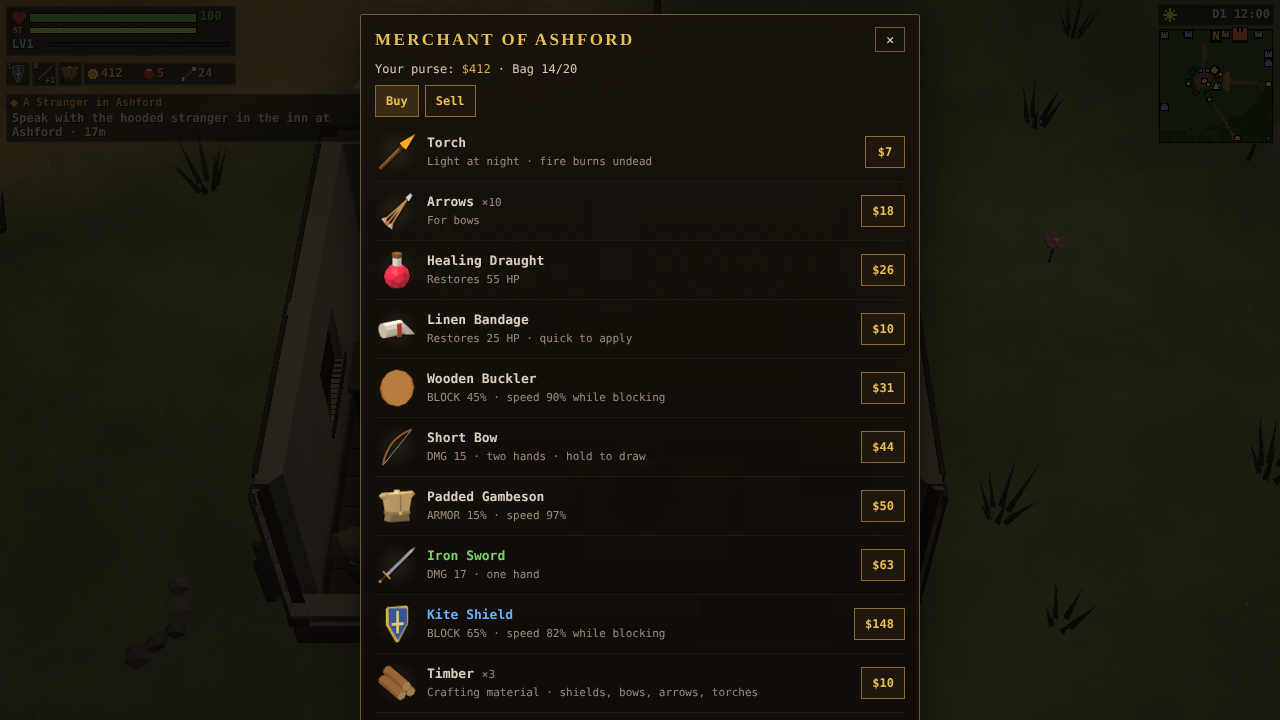 100
ST
LV1
+1
412
5
24
◆ A Stranger in Ashford
Speak with the hooded stranger in the inn at
Ashford · 17m
MERCHANT OF ASHFORD
×
Your purse: $412 · Bag 14/20
Buy
Sell
Torch
Light at night · fire burns undead
$7
Arrows ×10
For bows
$18
Healing Draught
Restores 55 HP
$26
Linen Bandage
Restores 25 HP · quick to apply
$10
Wooden Buckler
BLOCK 45% · speed 90% while blocking
$31
Short Bow
DMG 15 · two hands · hold to draw
$44
Padded Gambeson
ARMOR 15% · speed 97%
$50
Iron Sword
DMG 17 · one hand
$63
Kite Shield
BLOCK 65% · speed 82% while blocking
$148
Timber ×3
Crafting material · shields, bows, arrows, torches
$10
D1 12:00
N